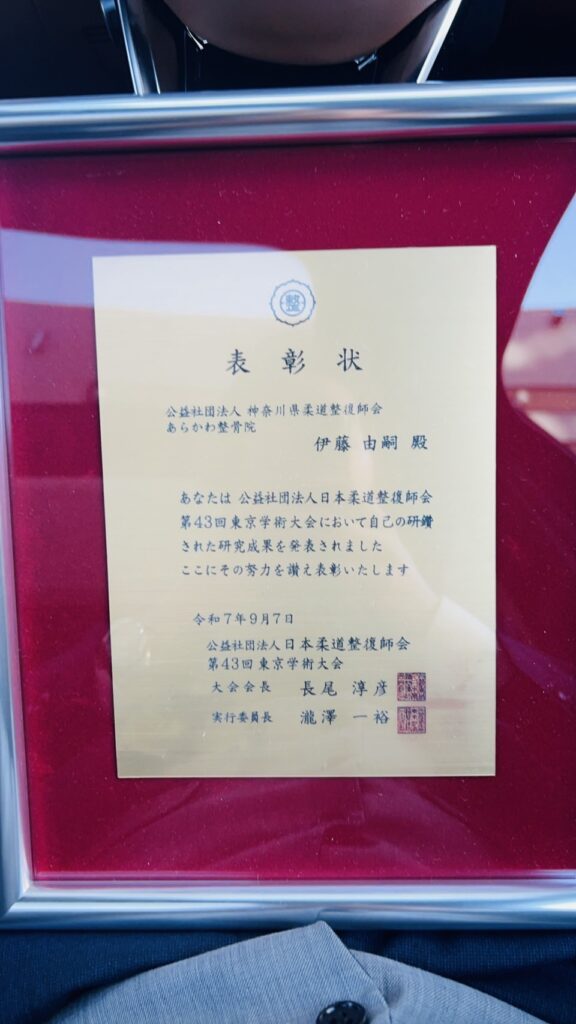 整
表彰状
公益社団法人 神奈川県柔道整復師会
あらかわ整骨院
伊藤 由嗣 殿
あなたは 公益社団法人日本柔道整復師会
第43回東京学術大会において自己の研鑽
された研究成果を発表されました
ここにその努力を讃え表彰いたします
令和7年9月7日
公益社団法人日本柔道整復師会
第43回東京学術大会
大会会長 長尾 淳彦
実行委員長 瀧澤 一裕